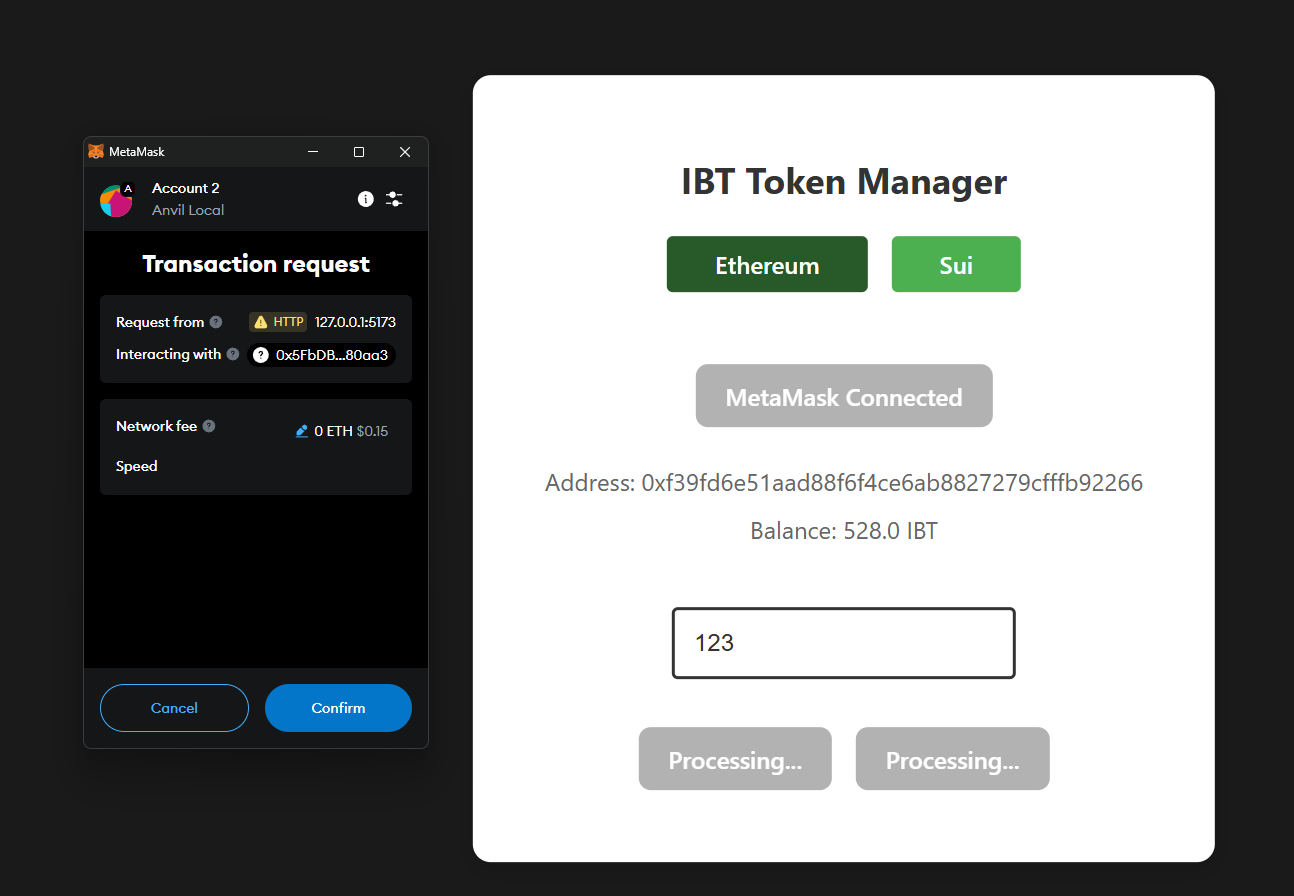 MetaMask
A
Account 2
Anvil Local
Transaction request
Request from ? HTTP 127.0.0.1:5173
Interacting with ? ? 0x5FbDB...80aa3
Network fee ? 0 ETH $0.15
Speed
Cancel Confirm
IBT Token Manager
Ethereum Sui
MetaMask Connected
Address: 0xf39fd6e51aad88f6f4ce6ab8827279cfffb92266
Balance: 528.0 IBT
123
Processing... Processing...